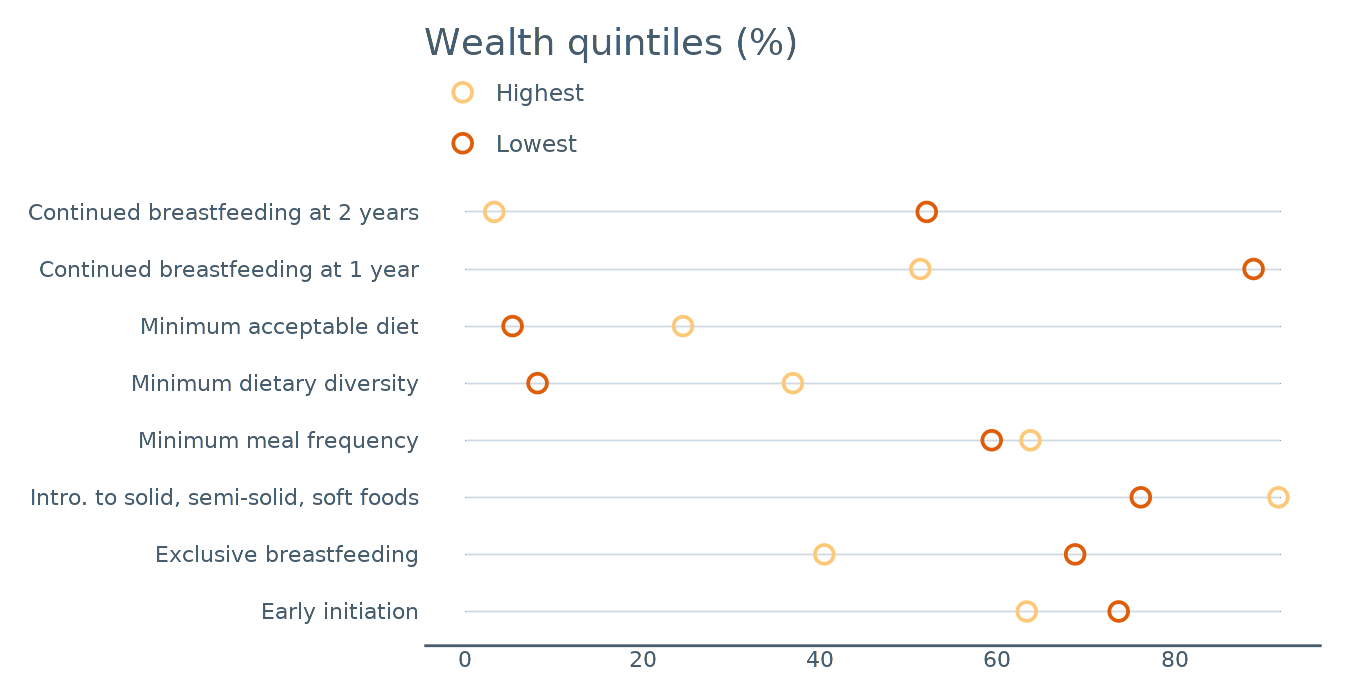 Wealth quintiles (%)
Highest
Lowest
Continued breastfeeding at 2 years
Continued breastfeeding at 1 year
Minimum acceptable diet
Minimum dietary diversity
Minimum meal frequency
Intro. to solid, semi-solid, soft foods
Exclusive breastfeeding
Early initiation
0 20 40 60 80